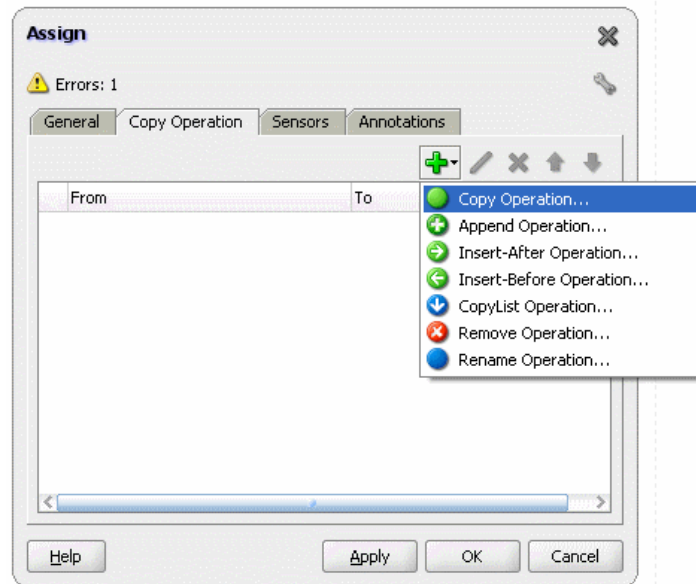 Assign
Errors: 1
General Copy Operation Sensors Annotations
From To
Copy Operation...
Append Operation...
Insert-After Operation...
Insert-Before Operation...
CopyList Operation...
Remove Operation...
Rename Operation...
Help Apply OK Cancel